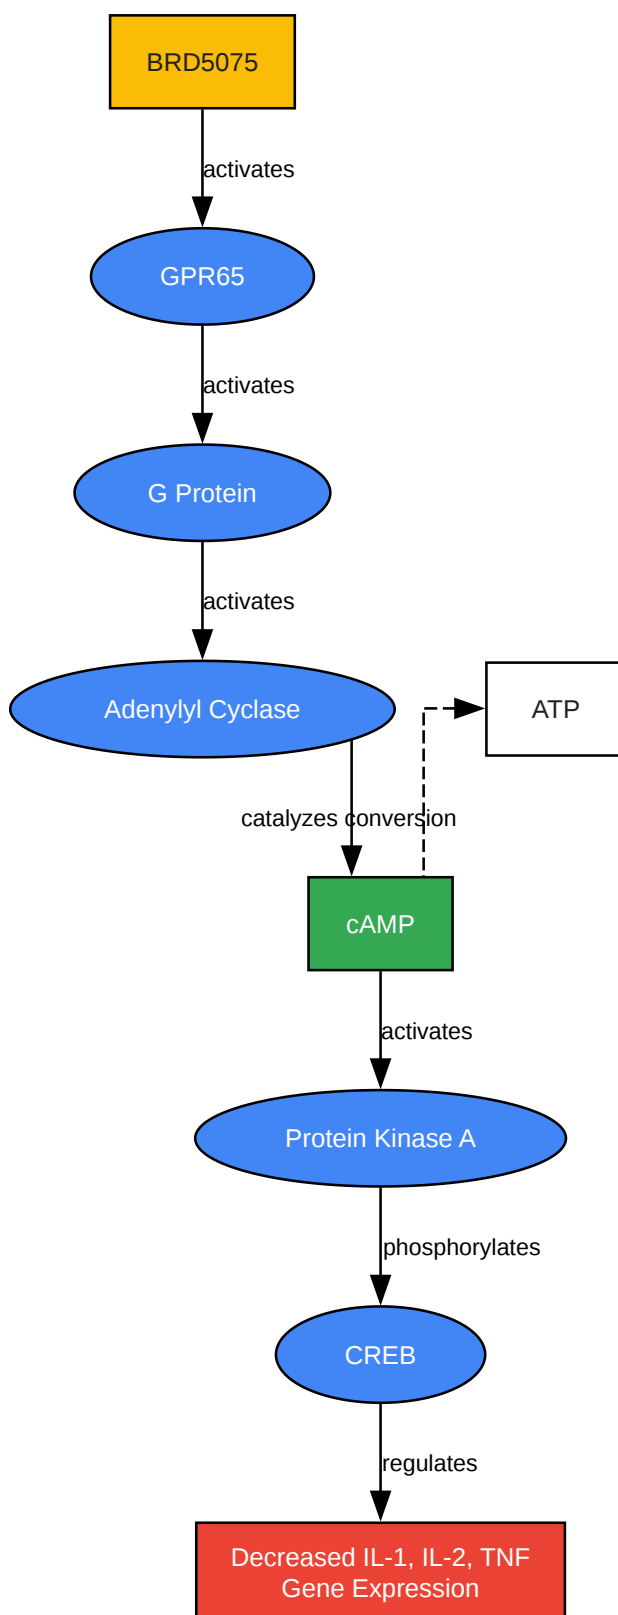 BRD5075
activates
GPR65
activates
G Protein
activates
Adenylyl Cyclase
ATP
catalyzes conversion
cAMP
activates
Protein Kinase A
phosphorylates
CREB
regulates
Decreased IL-1, IL-2, TNF
Gene Expression